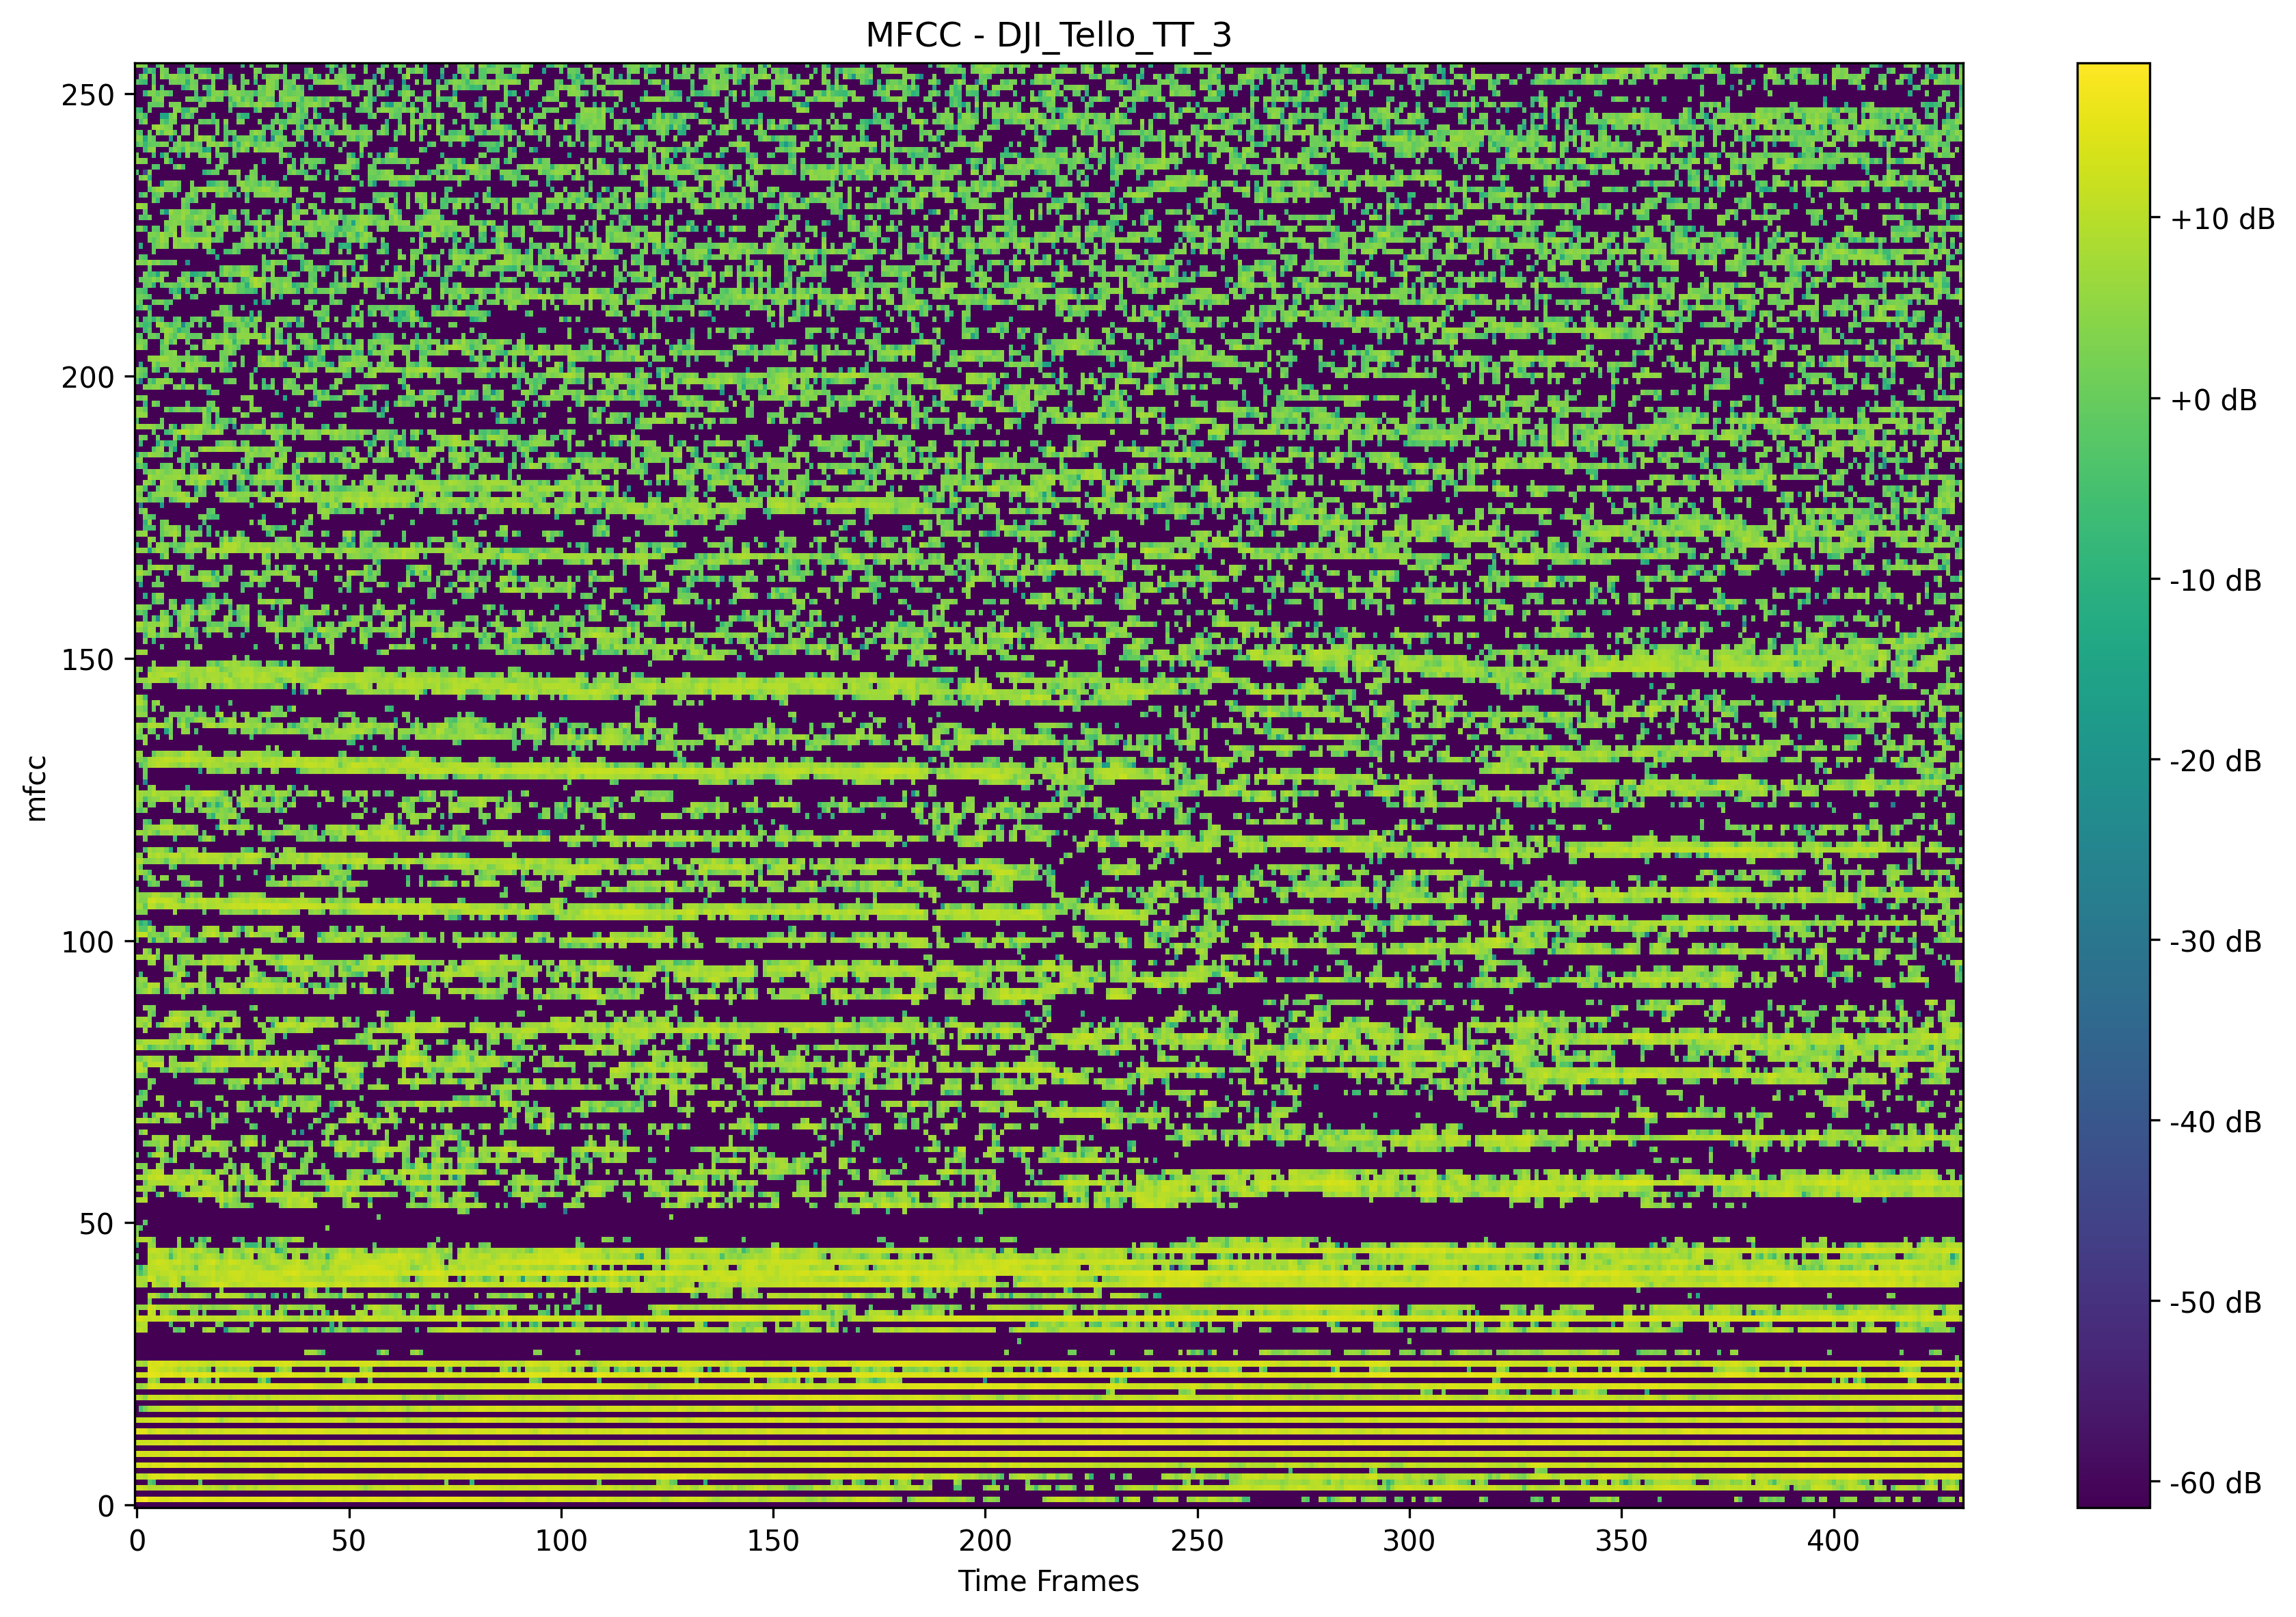 MFCC - DJI_Tello_TT_3
250
200
150
100
50
0
mfcc
0 50 100 150 200 250 300 350 400
Time Frames
+10 dB
+0 dB
-10 dB
-20 dB
-30 dB
-40 dB
-50 dB
-60 dB